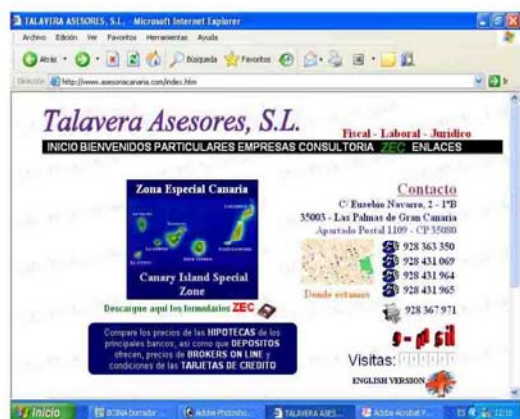 TALAVERA ASESORES, S.L. - Microsoft Internet Explorer
Archivo Edición Ver Favoritos Herramientas Ayuda
Atrás Búsqueda Favoritos
Dirección http://www.asesoriacanaria.com/index.htm Ir
Talavera Asesores, S.L.
Fiscal - Laboral - Jurídico
INICIO BIENVENIDOS PARTICULARES EMPRESAS CONSULTORIA ZEC ENLACES
Zona Especial Canaria
Canary Island Special
Zone
Descargue aquí los formularios ZEC
Compare los precios de las HIPOTECAS de los
principales bancos, así como que DEPOSITOS
ofrecen, precios de BROKERS ON LINE y
condiciones de las TARJETAS DE CREDITO
Contacto
C/ Eusebio Navarro, 2 - 1ºB
35003 - Las Palmas de Gran Canaria
Apartado Postal 1109 - CP 35080
928 363 350
928 431 069
928 431 964
928 431 965
Donde estamos
928 367 971
Visitas:
ENGLISH VERSION
Inicio
TALAVERA ASES...
ES
12:10